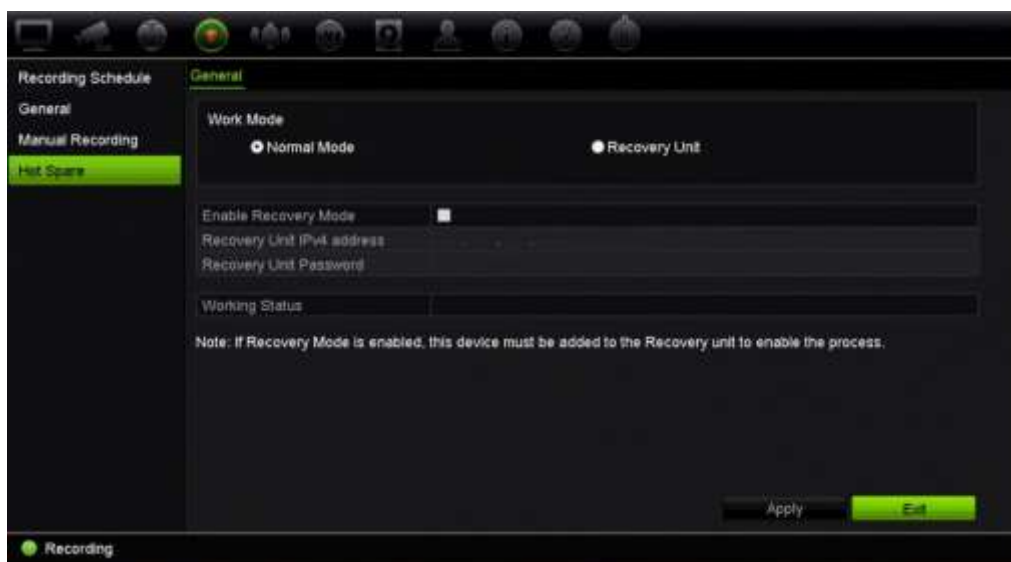 Recording Schedule
General
Manual Recording
Hot Spare
General
Work Mode
Normal Mode
Recovery Unit
Enable Recovery Mode
Recovery Unit IPv4 address
Recovery Unit Password
Working Status
Note: If Recovery Mode is enabled, this device must be added to the Recovery unit to enable the process.
Apply
Exit
Recording